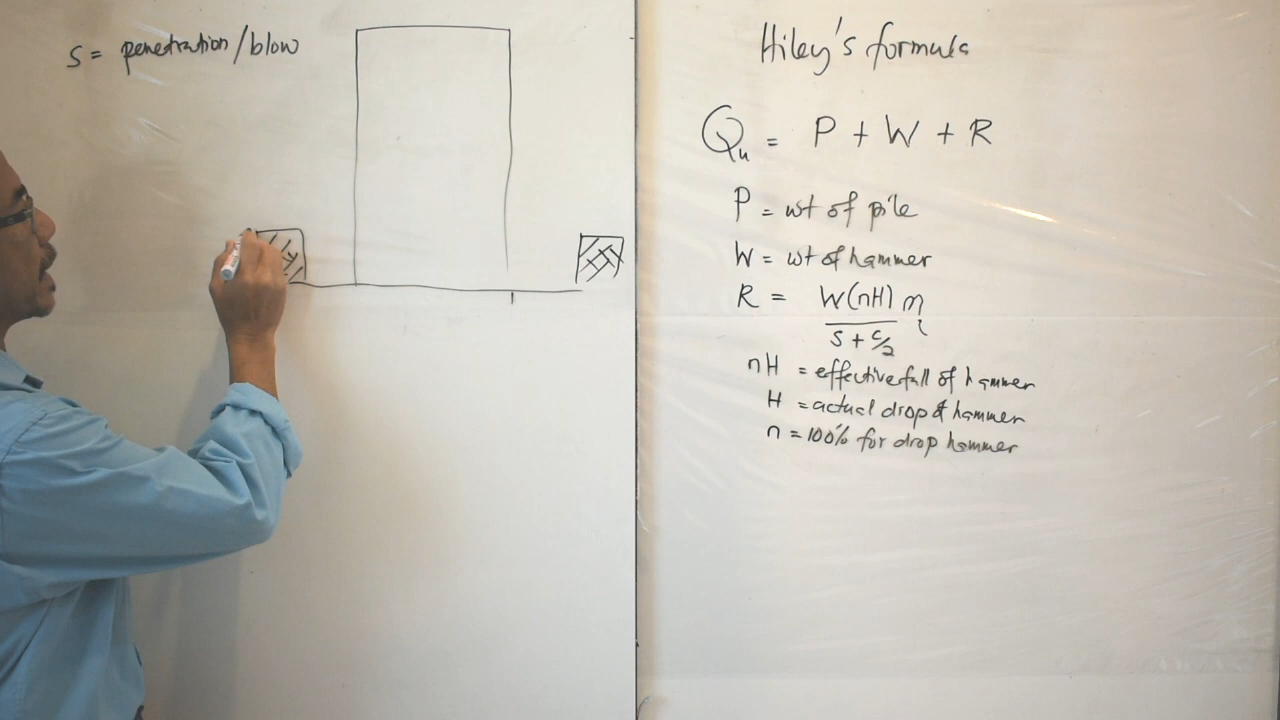 S = penetration/blow
Hiley's formula
Qu = P + W + R
P = wt of pile
W = wt of hammer
R = W(nH) η
S + c/2
nH = effective fall of hammer
H = actual drop of hammer
n = 100% for drop hammer